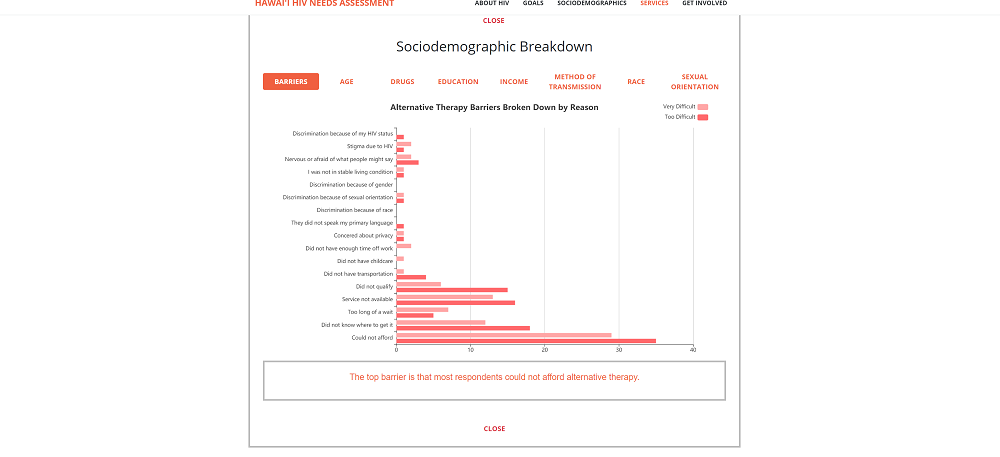 HAWAI'I HIV NEEDS ASSESSMENT
ABOUT HIV GOALS SOCIODEMOGRAPHICS SERVICES GET INVOLVED
CLOSE
Sociodemographic Breakdown
BARRIERS AGE DRUGS EDUCATION INCOME METHOD OF TRANSMISSION RACE SEXUAL ORIENTATION
Alternative Therapy Barriers Broken Down by Reason
Very Difficult
Too Difficult
Discrimination because of my HIV status
Stigma due to HIV
Nervous or afraid of what people might say
I was not in stable living condition
Discrimination because of gender
Discrimination because of sexual orientation
Discrimination because of race
They did not speak my primary language
Concered about privacy
Did not have enough time off work
Did not have childcare
Did not have transportation
Did not qualify
Service not available
Too long of a wait
Did not know where to get it
Could not afford
0 10 20 30 40
The top barrier is that most respondents could not afford alternative therapy.
CLOSE